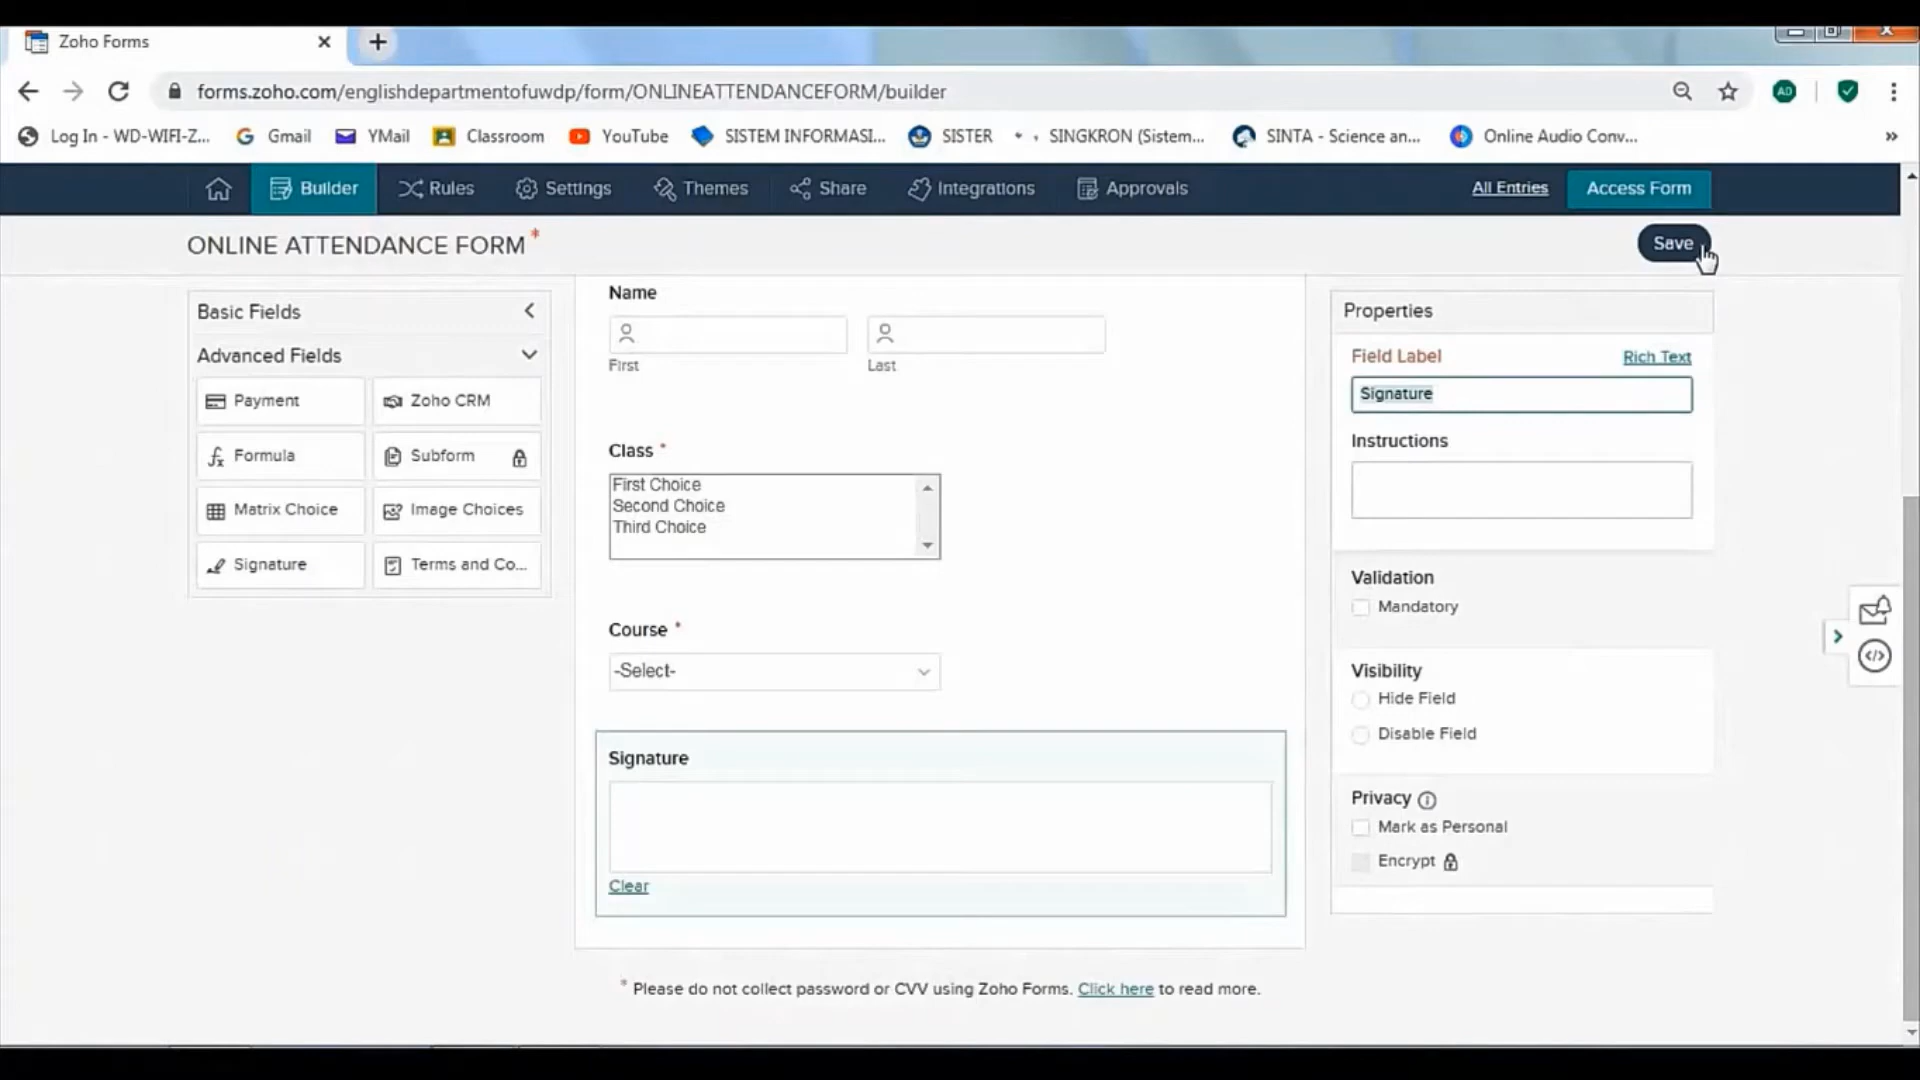 Zoho Forms
forms.zoho.com/englishdepartmentofuwdp/form/ONLINEATTENDANCEFORM/builder
AD
Log In - WD-WIFI-Z... Gmail YMail Classroom YouTube SISTEM INFORMASI... SISTER SINGKRON (Sistem... SINTA - Science an... Online Audio Conv... »
Builder Rules Settings Themes Share Integrations Approvals All Entries Access Form
ONLINE ATTENDANCE FORM *
Save
Basic Fields
Advanced Fields
Payment Zoho CRM
Formula Subform
Matrix Choice Image Choices
Signature Terms and Co...
Name
First Last
Class *
First Choice
Second Choice
Third Choice
Course *
-Select-
Signature
Clear
* Please do not collect password or CVV using Zoho Forms. Click here to read more.
Properties
Field Label Rich Text
Signature
Instructions
Validation
Mandatory
Visibility
Hide Field
Disable Field
Privacy
Mark as Personal
Encrypt